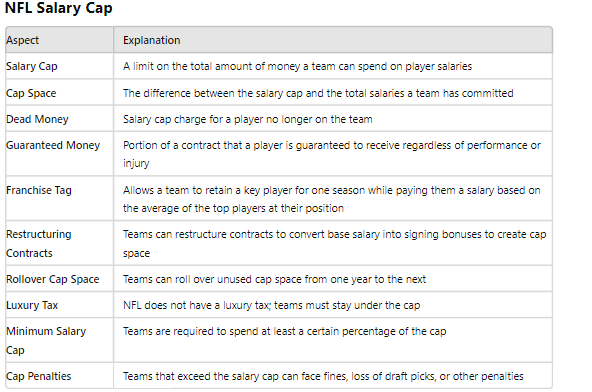 NFL Salary Cap
Aspect Explanation
Salary Cap A limit on the total amount of money a team can spend on player salaries
Cap Space The difference between the salary cap and the total salaries a team has committed
Dead Money Salary cap charge for a player no longer on the team
Guaranteed Money Portion of a contract that a player is guaranteed to receive regardless of performance or
injury
Franchise Tag Allows a team to retain a key player for one season while paying them a salary based on
the average of the top players at their position
Restructuring Teams can restructure contracts to convert base salary into signing bonuses to create cap
Contracts space
Rollover Cap Space Teams can roll over unused cap space from one year to the next
Luxury Tax NFL does not have a luxury tax; teams must stay under the cap
Minimum Salary Teams are required to spend at least a certain percentage of the cap
Cap
Cap Penalties Teams that exceed the salary cap can face fines, loss of draft picks, or other penalties